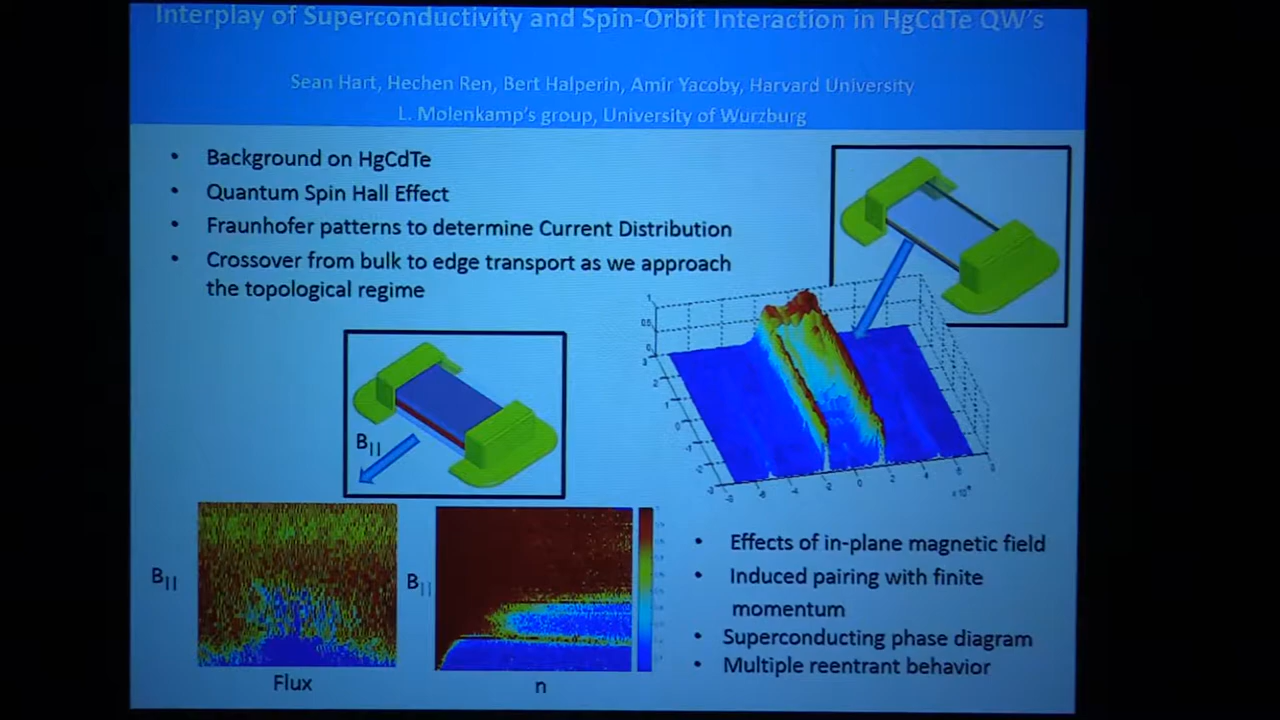 Interplay of Superconductivity and Spin-Orbit Interaction in HgCdTe QW's
Sean Hart, Hechen Ren, Bert Halperin, Amir Yacoby, Harvard University
L. Molenkamp's group, University of Wurzburg
• Background on HgCdTe
• Quantum Spin Hall Effect
• Fraunhofer patterns to determine Current Distribution
• Crossover from bulk to edge transport as we approach
the topological regime
B||
B||
Flux
B||
n
• Effects of in-plane magnetic field
• Induced pairing with finite
momentum
• Superconducting phase diagram
• Multiple reentrant behavior